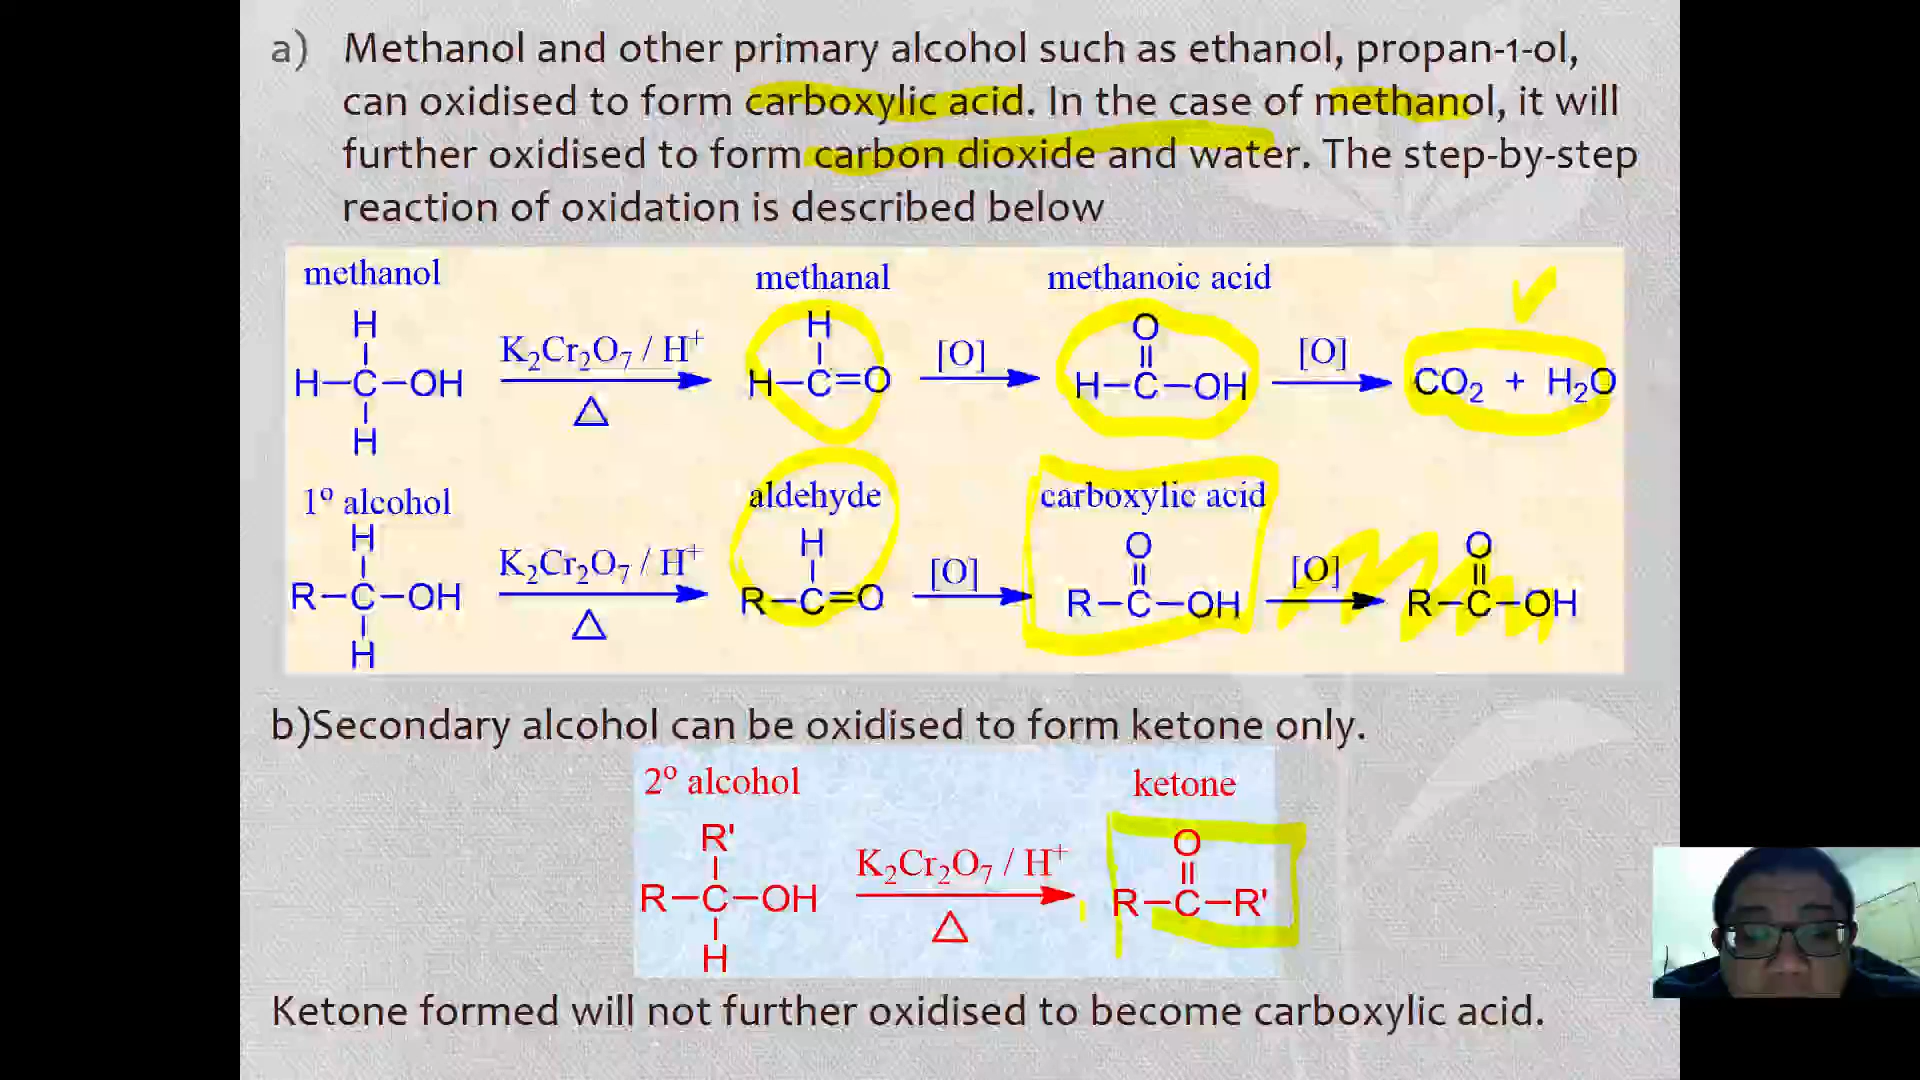 a) Methanol and other primary alcohol such as ethanol, propan-1-ol,
can oxidised to form carboxylic acid. In the case of methanol, it will
further oxidised to form carbon dioxide and water. The step-by-step
reaction of oxidation is described below
methanol methanal methanoic acid
H H O
H–C–OH K₂Cr₂O₇ / H⁺ H–C=O [O] H–C–OH [O] CO₂ + H₂O
△
H
1º alcohol aldehyde carboxylic acid
H H O O
R–C–OH K₂Cr₂O₇ / H⁺ R–C=O [O] R–C–OH [O] R–C–OH
△
H
b)Secondary alcohol can be oxidised to form ketone only.
2º alcohol ketone
R' O
R–C–OH K₂Cr₂O₇ / H⁺ R–C–R'
△
H
Ketone formed will not further oxidised to become carboxylic acid.